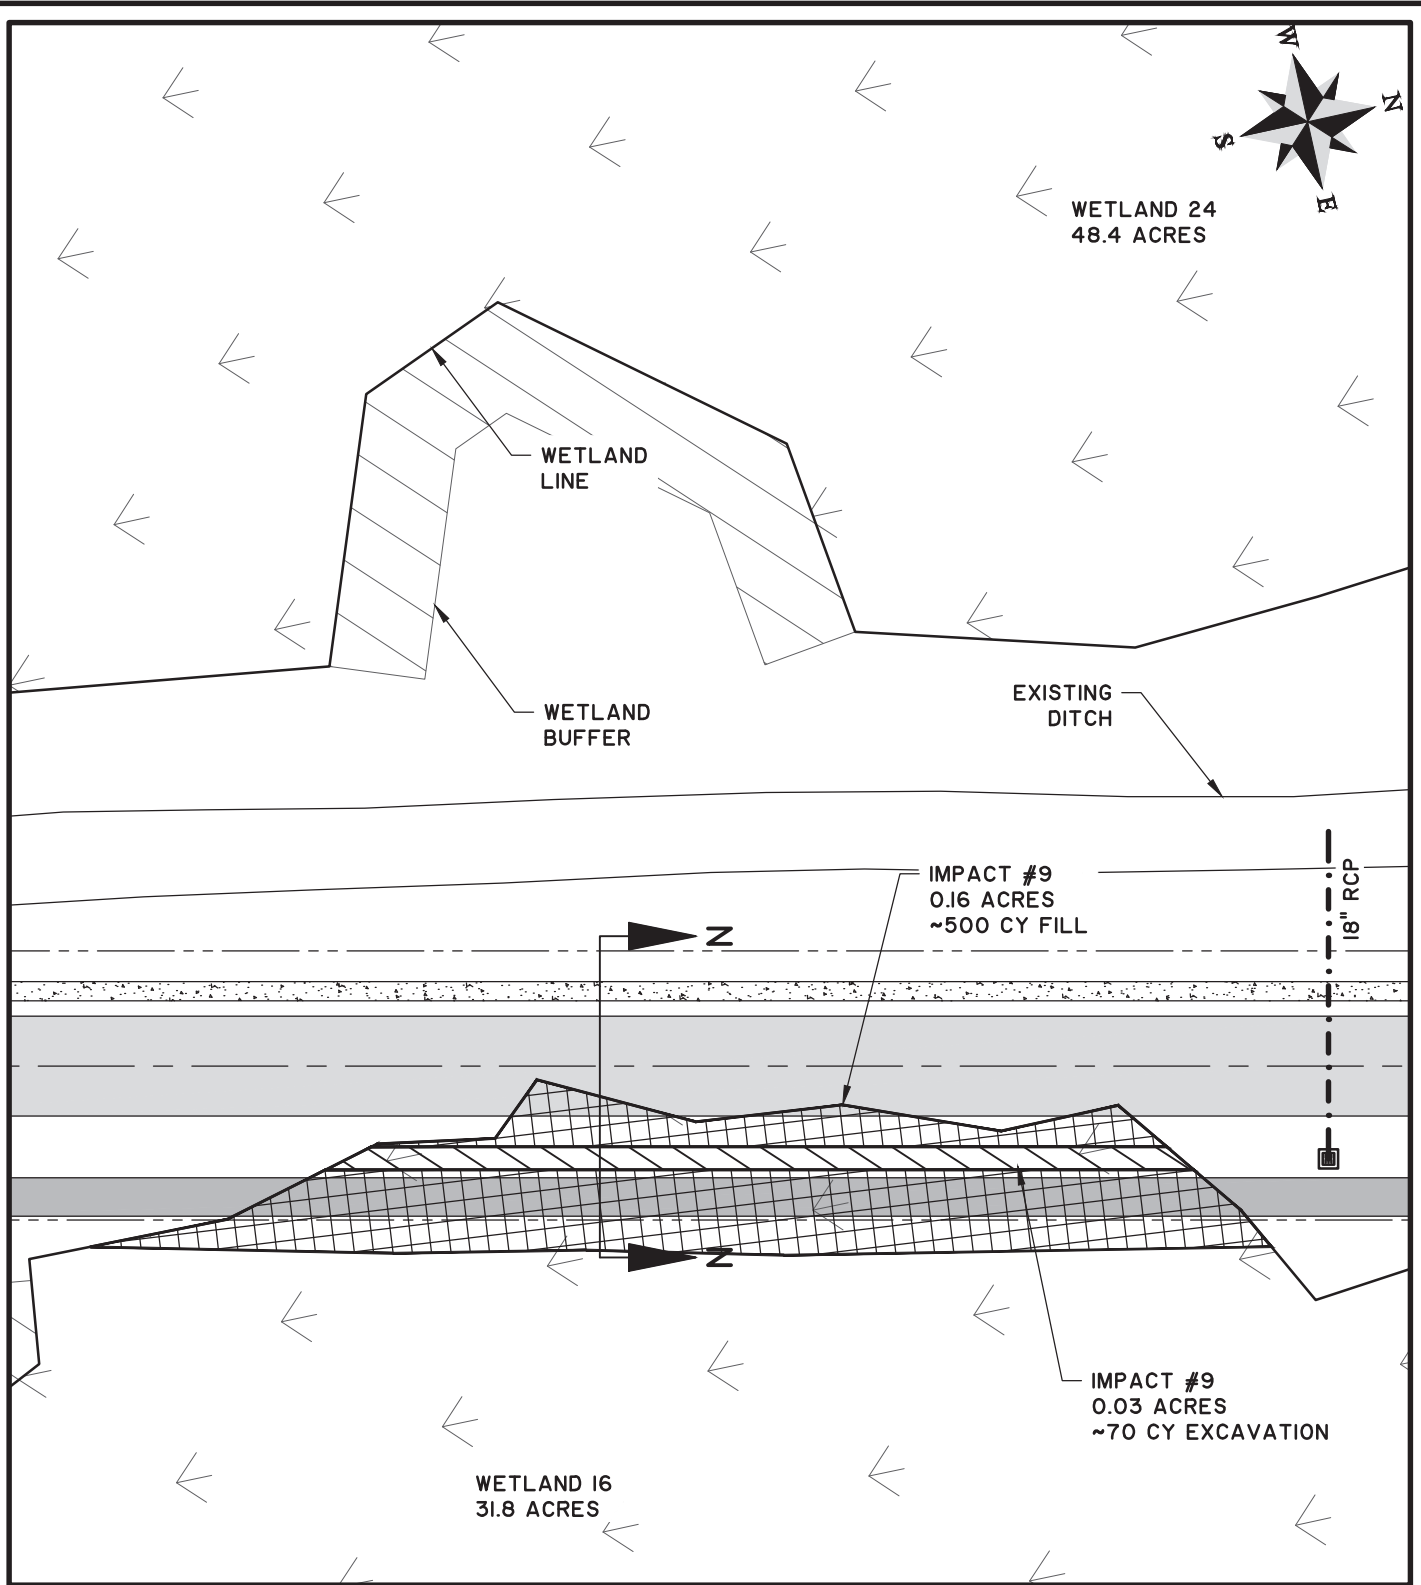 W
N
S
E
WETLAND 24
48.4 ACRES
WETLAND
LINE
WETLAND
BUFFER
EXISTING
DITCH
IMPACT #9
0.16 ACRES
~500 CY FILL
18" RCP
N
N
IMPACT #9
0.03 ACRES
~70 CY EXCAVATION
WETLAND 16
31.8 ACRES